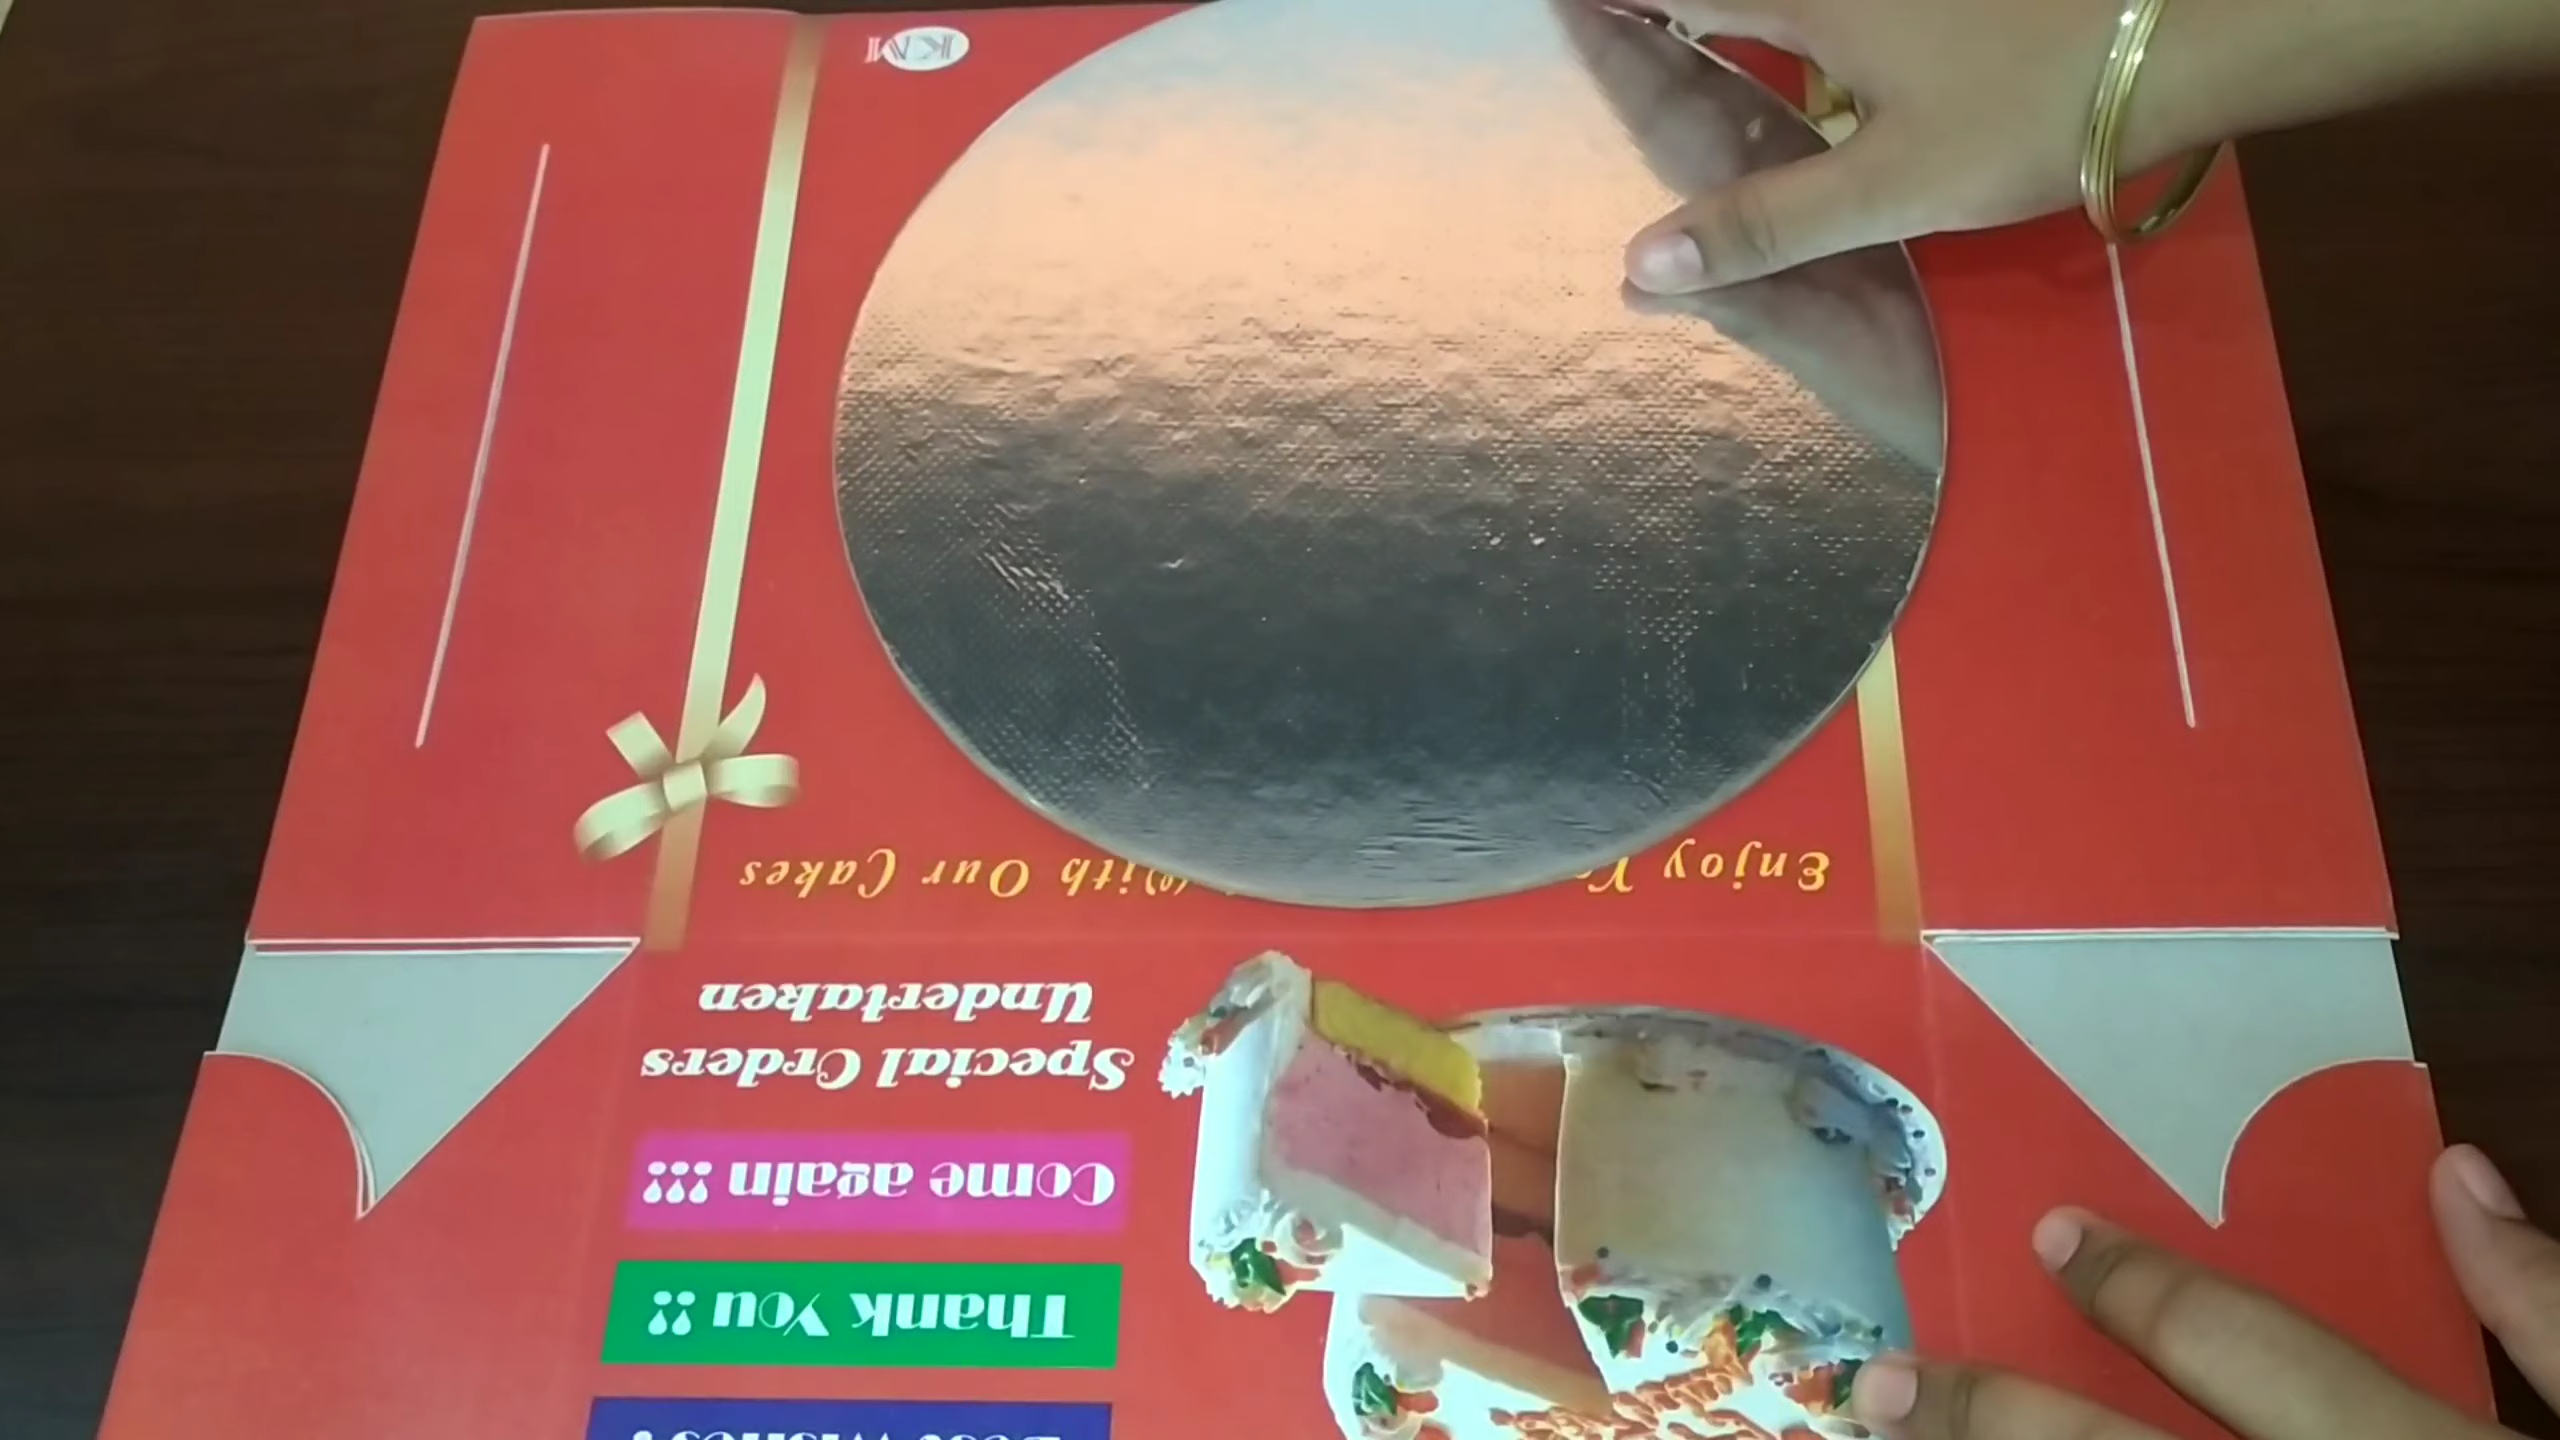 KM
Enjoy With Our Cakes
Special Orders
Undertaken
Come again !!!
Thank You !!